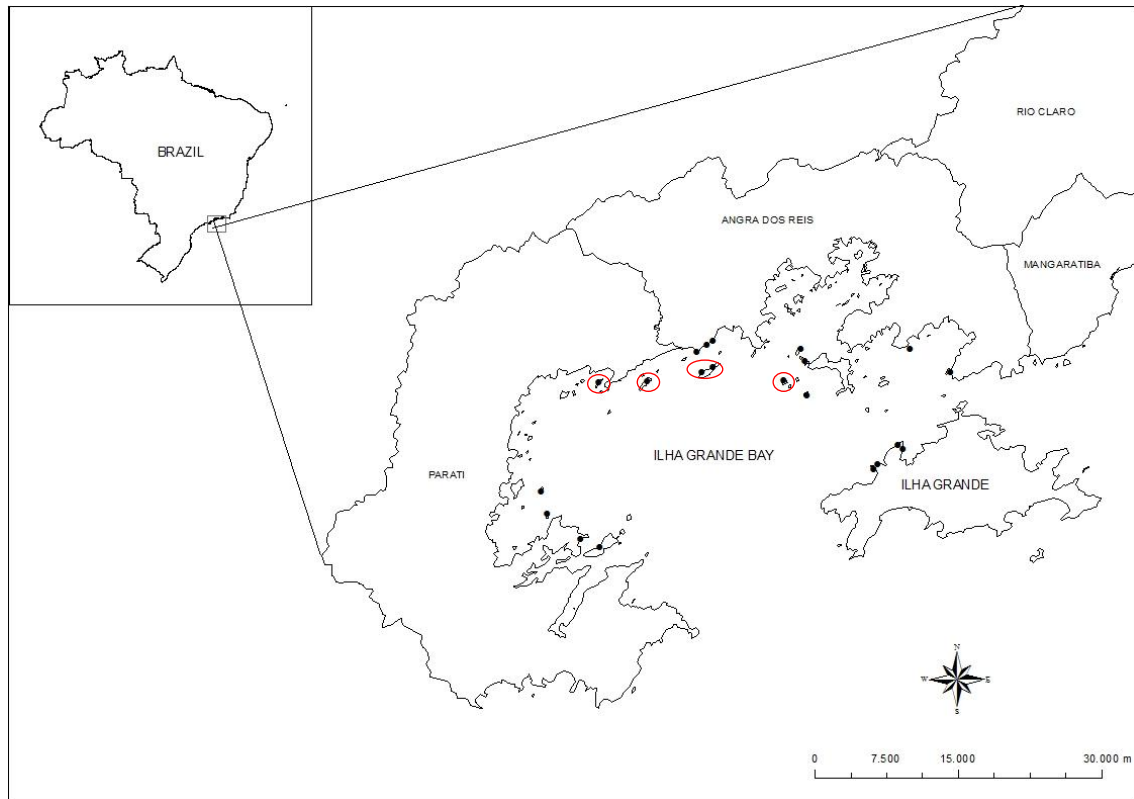 BRAZIL
RIO CLARO
ANGRA DOS REIS
MANGARATIBA
PARATI
ILHA GRANDE BAY
ILHA GRANDE
N
W
E
S
0 7.500 15.000 30.000 m